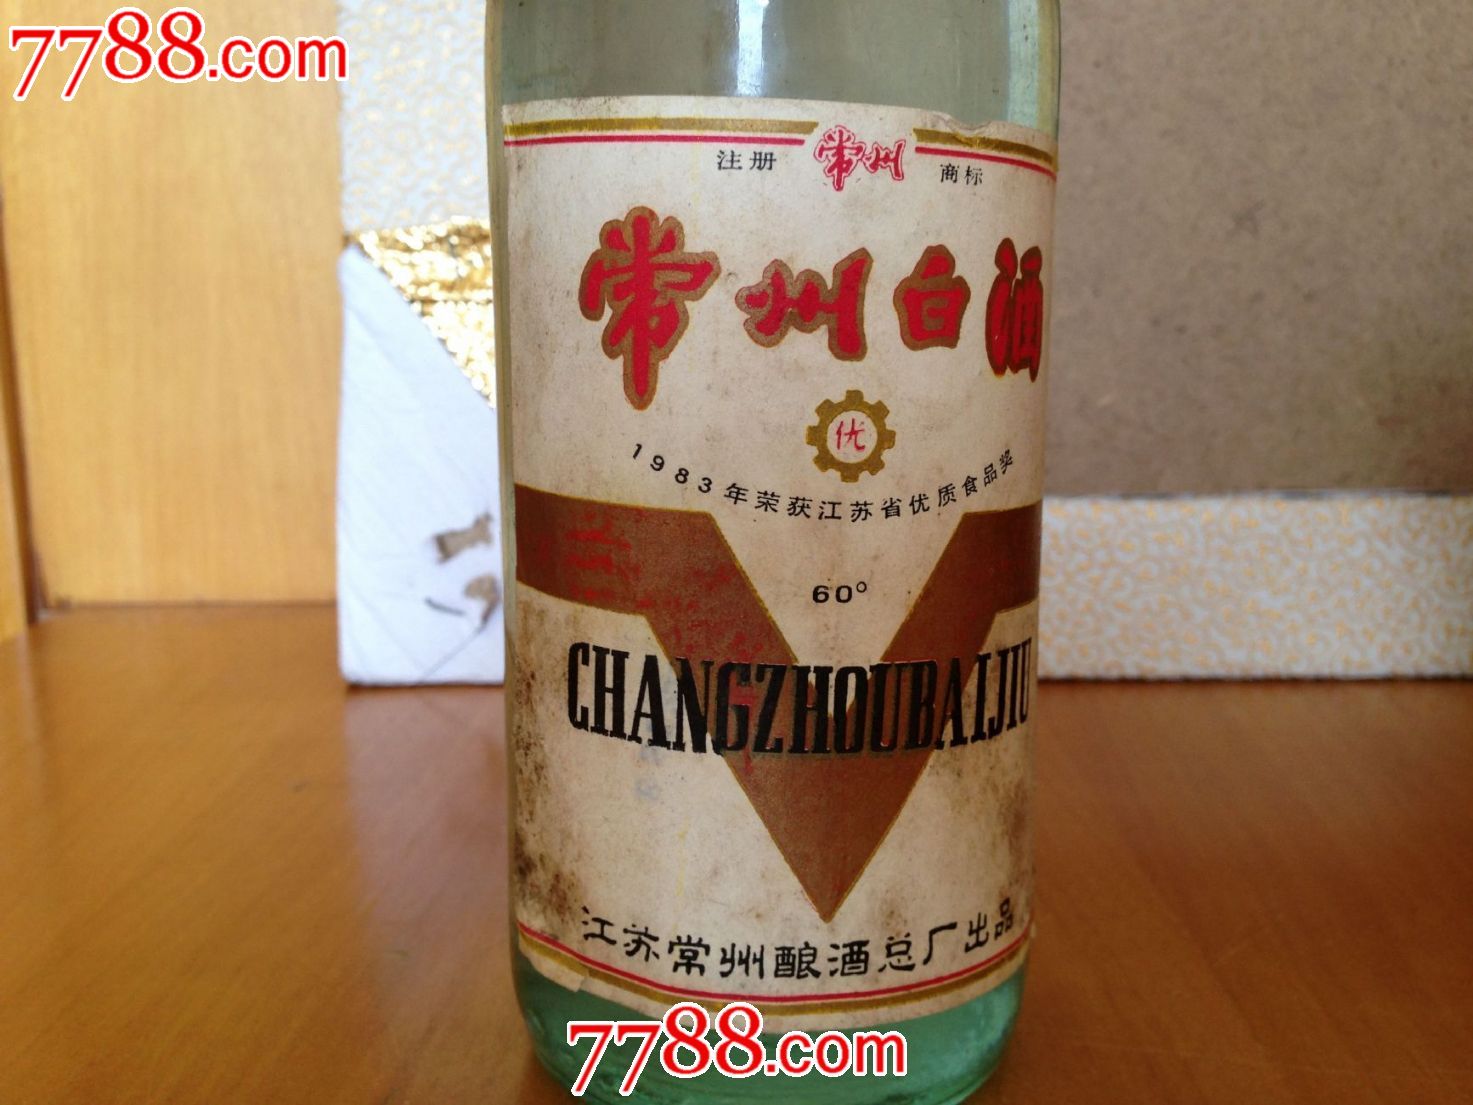 7788.com
注册 常州 商标
常州白酒
优
1983年荣获江苏省优质食品奖
60°
CHANGZHOUBAIJIU
江苏常州酿酒总厂出品
7788.com